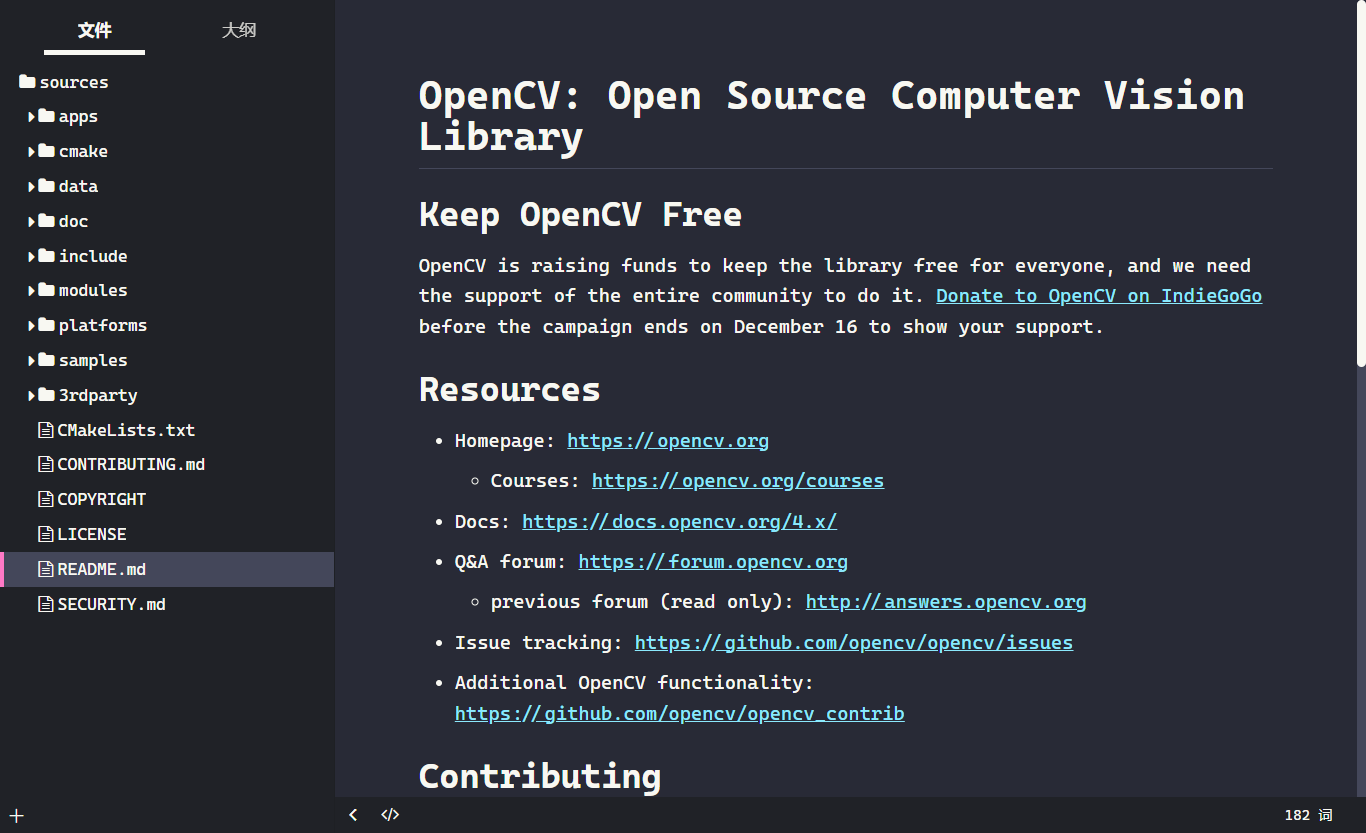 文件
大纲
sources
apps
cmake
data
doc
include
modules
platforms
samples
3rdparty
CMakeLists.txt
CONTRIBUTING.md
COPYRIGHT
LICENSE
README.md
SECURITY.md
OpenCV: Open Source Computer Vision
Library
Keep OpenCV Free
OpenCV is raising funds to keep the library free for everyone, and we need
the support of the entire community to do it. Donate to OpenCV on IndieGoGo
before the campaign ends on December 16 to show your support.
Resources
• Homepage: https://opencv.org
◦ Courses: https://opencv.org/courses
• Docs: https://docs.opencv.org/4.x/
• Q&A forum: https://forum.opencv.org
◦ previous forum (read only): http://answers.opencv.org
• Issue tracking: https://github.com/opencv/opencv/issues
• Additional OpenCV functionality:
https://github.com/opencv/opencv_contrib
Contributing
182 词